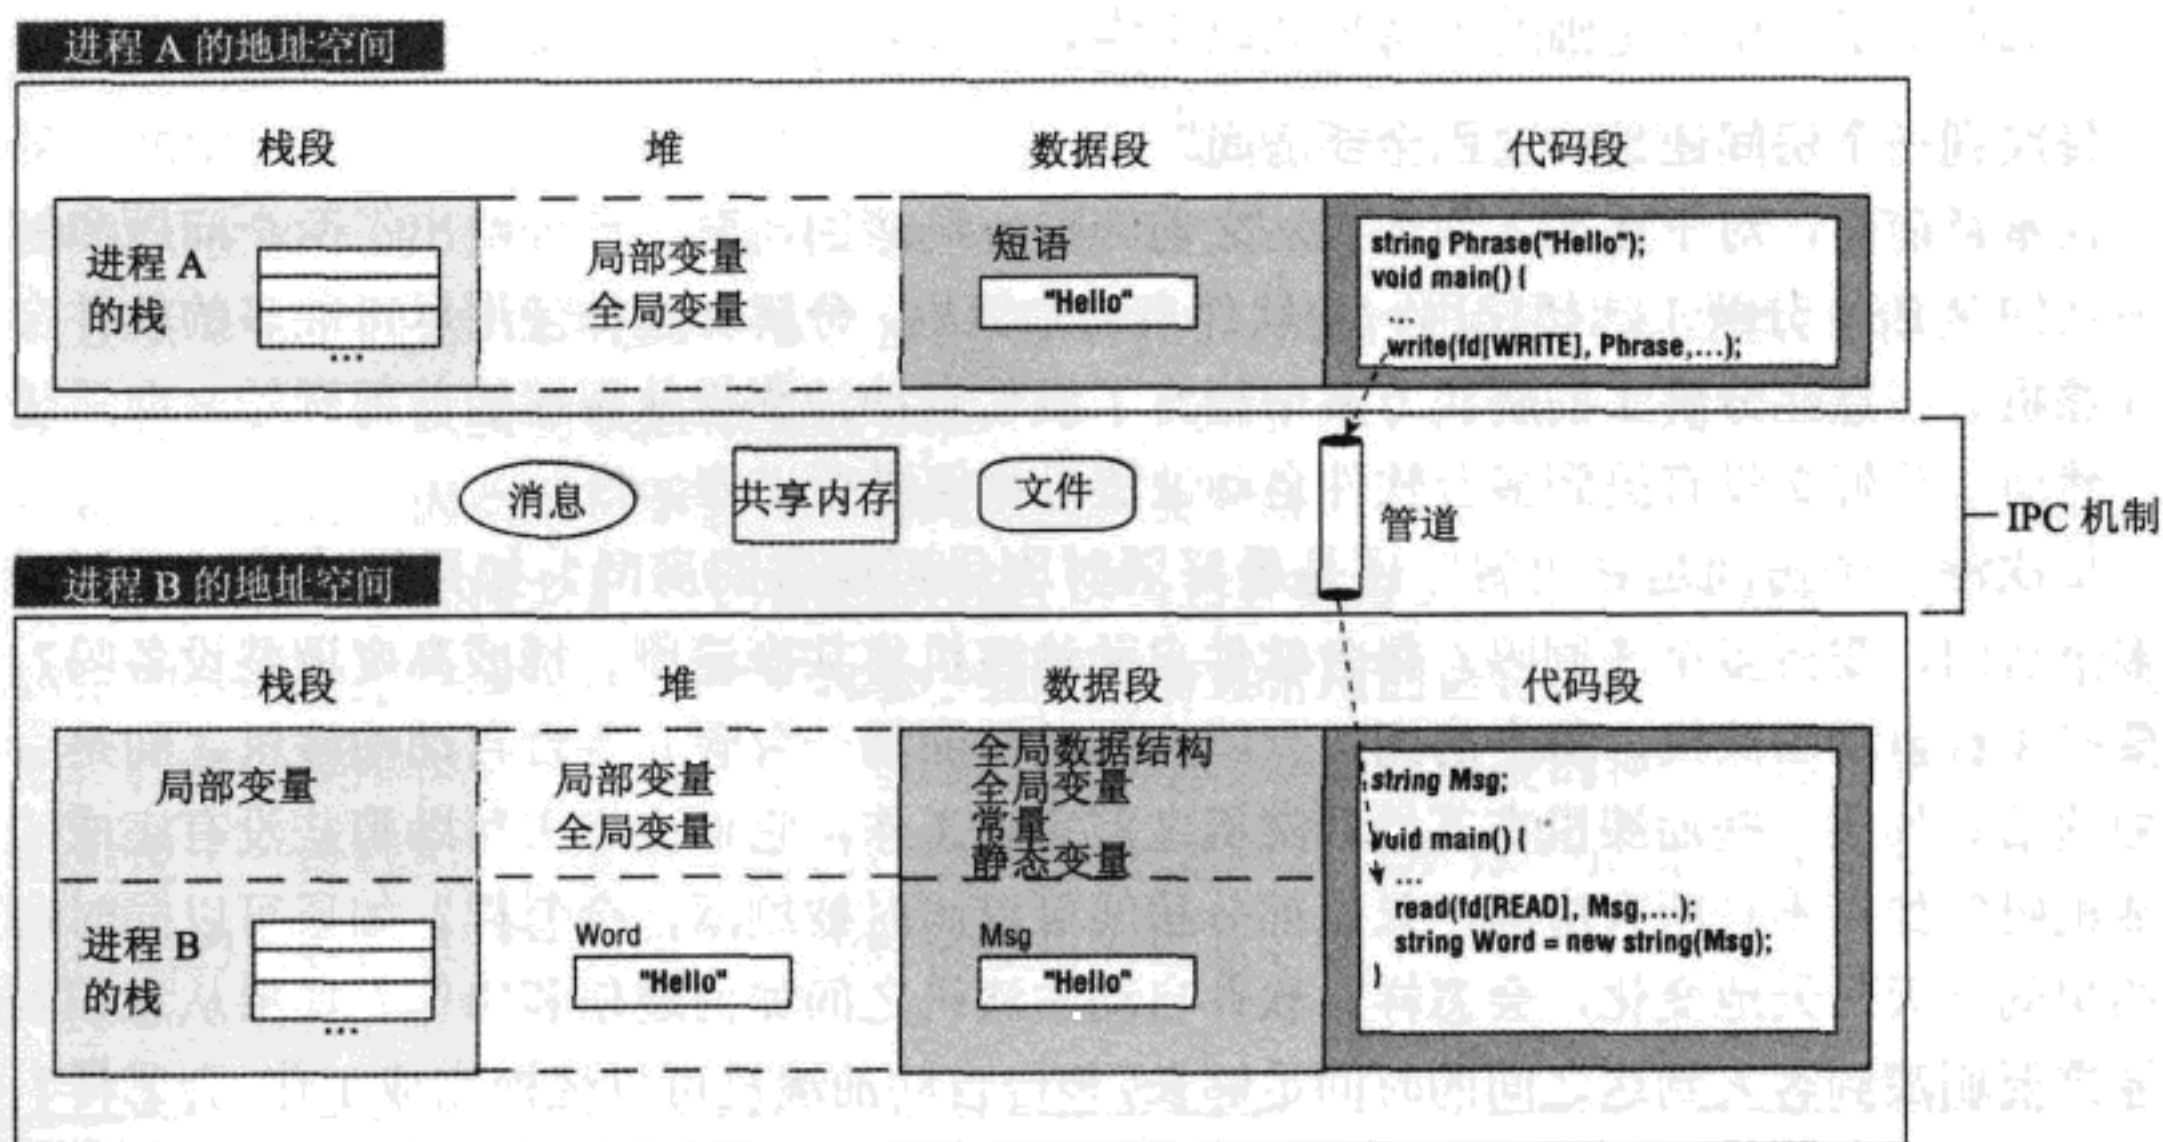 进程 A 的地址空间
栈段
堆
数据段
代码段
进程 A
的栈
...
局部变量
全局变量
短语
"Hello"
string Phrase("Hello");
void main() {
...
write(fd[WRITE], Phrase,...);
消息
共享内存
文件
管道
IPC 机制
进程 B 的地址空间
栈段
堆
数据段
代码段
局部变量
进程 B
的栈
...
局部变量
全局变量
Word
"Hello"
全局数据结构
全局变量
常量
静态变量
Msg
"Hello"
string Msg;
void main() {
...
read(fd[READ], Msg,...);
string Word = new string(Msg);
}